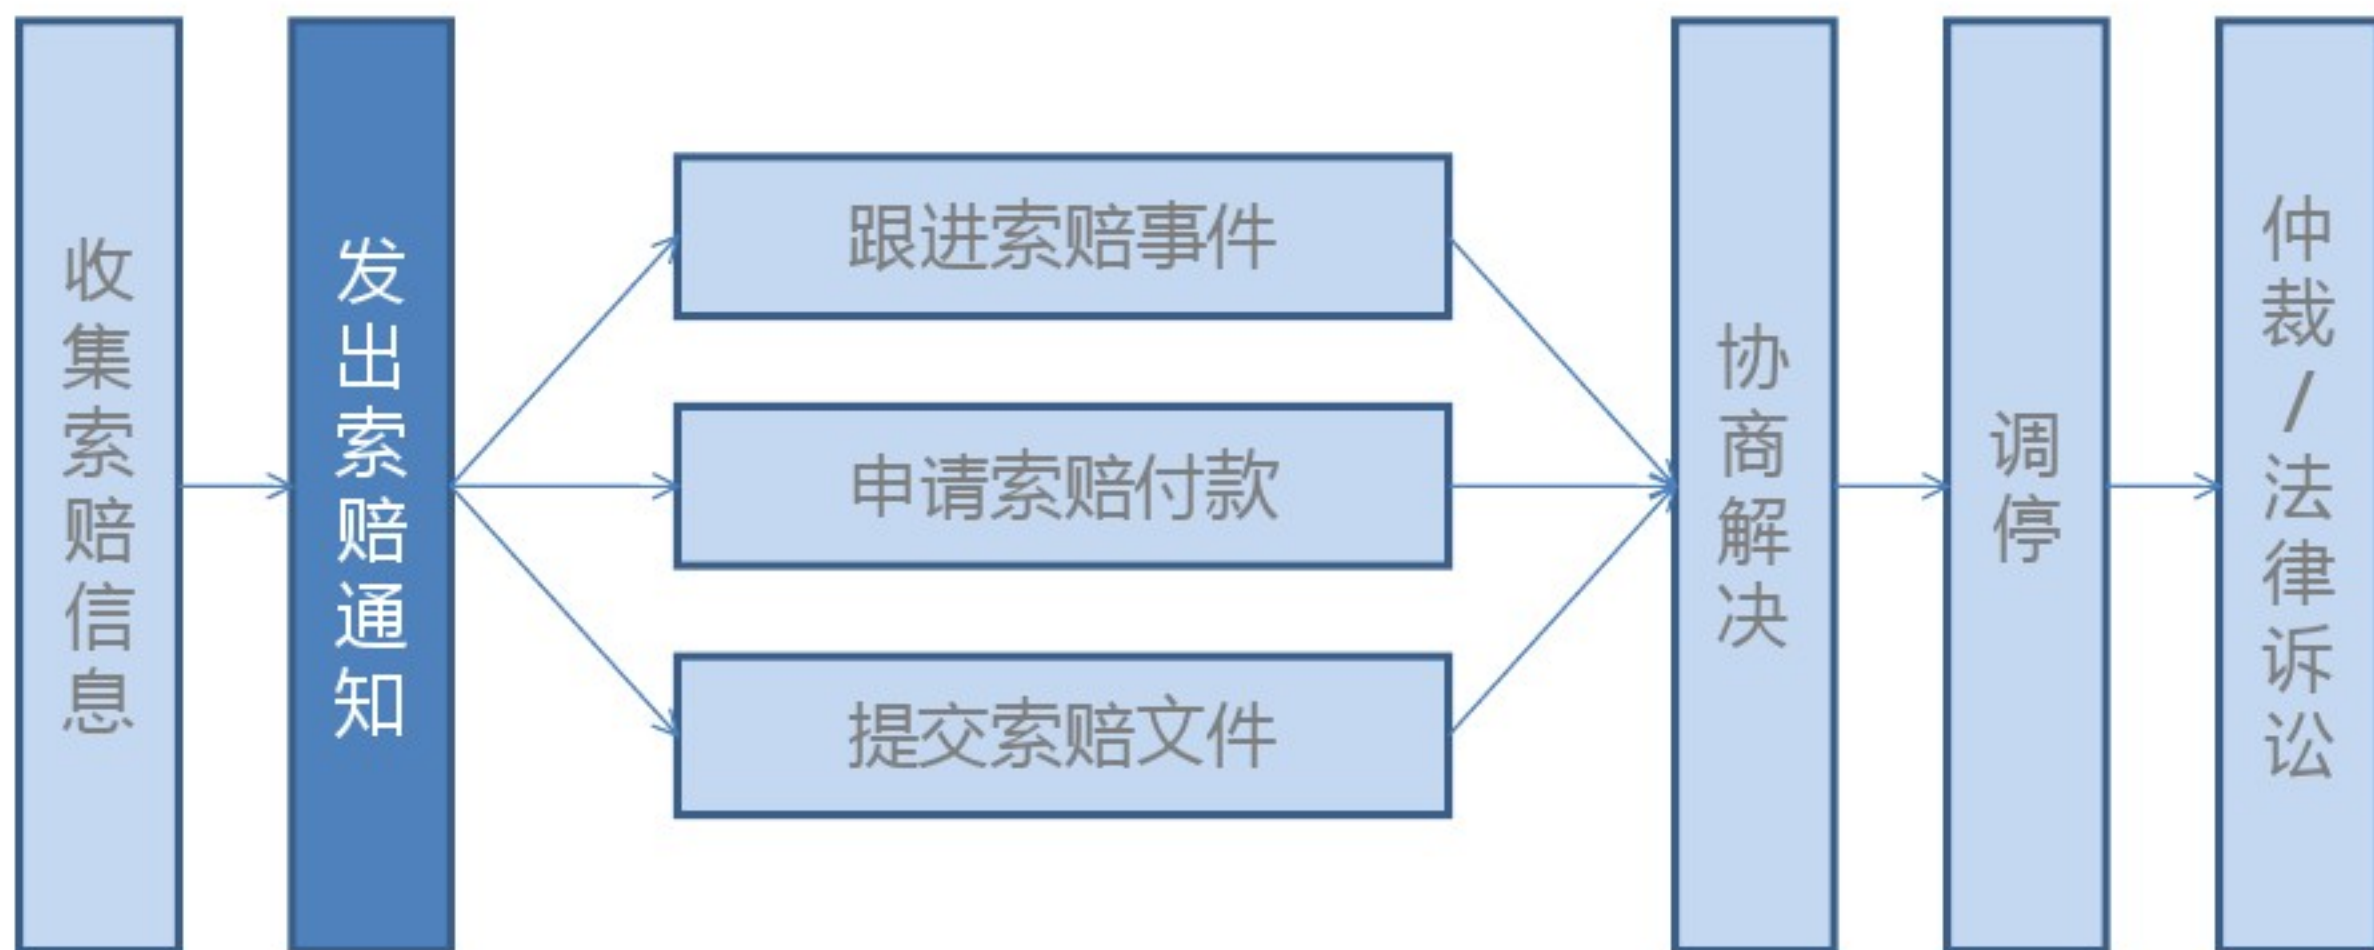 收集索赔信息
发出索赔通知
跟进索赔事件
申请索赔付款
提交索赔文件
协商解决
调停
仲裁/法律诉讼